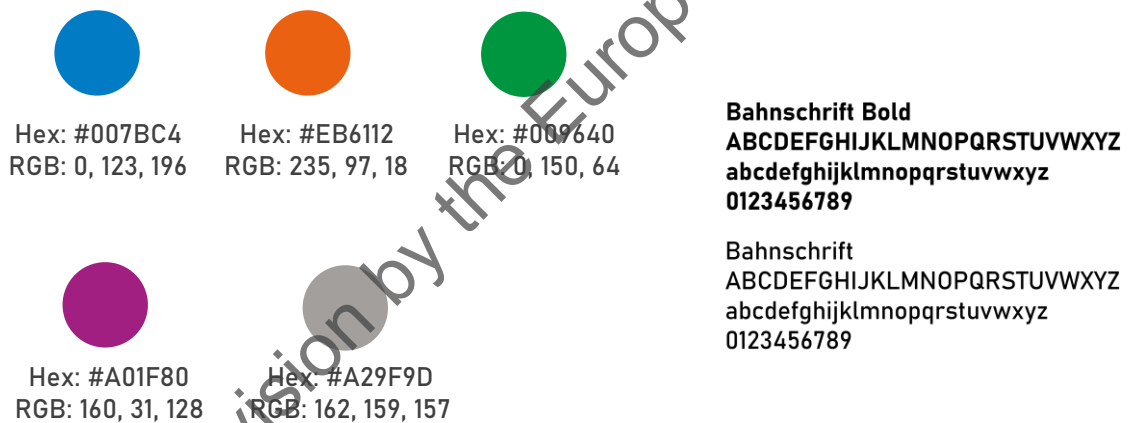 Hex: #007BC4
RGB: 0, 123, 196
Hex: #EB6112
RGB: 235, 97, 18
Hex: #009640
RGB: 0, 150, 64
Hex: #A01F80
RGB: 160, 31, 128
Hex: #A29F9D
RGB: 162, 159, 157
Bahnschrift Bold
ABCDEFGHIJKLMNOPQRSTUVWXYZ
abcdefghijklmnopqrstuvwxyz
0123456789
Bahnschrift
ABCDEFGHIJKLMNOPQRSTUVWXYZ
abcdefghijklmnopqrstuvwxyz
0123456789
by the